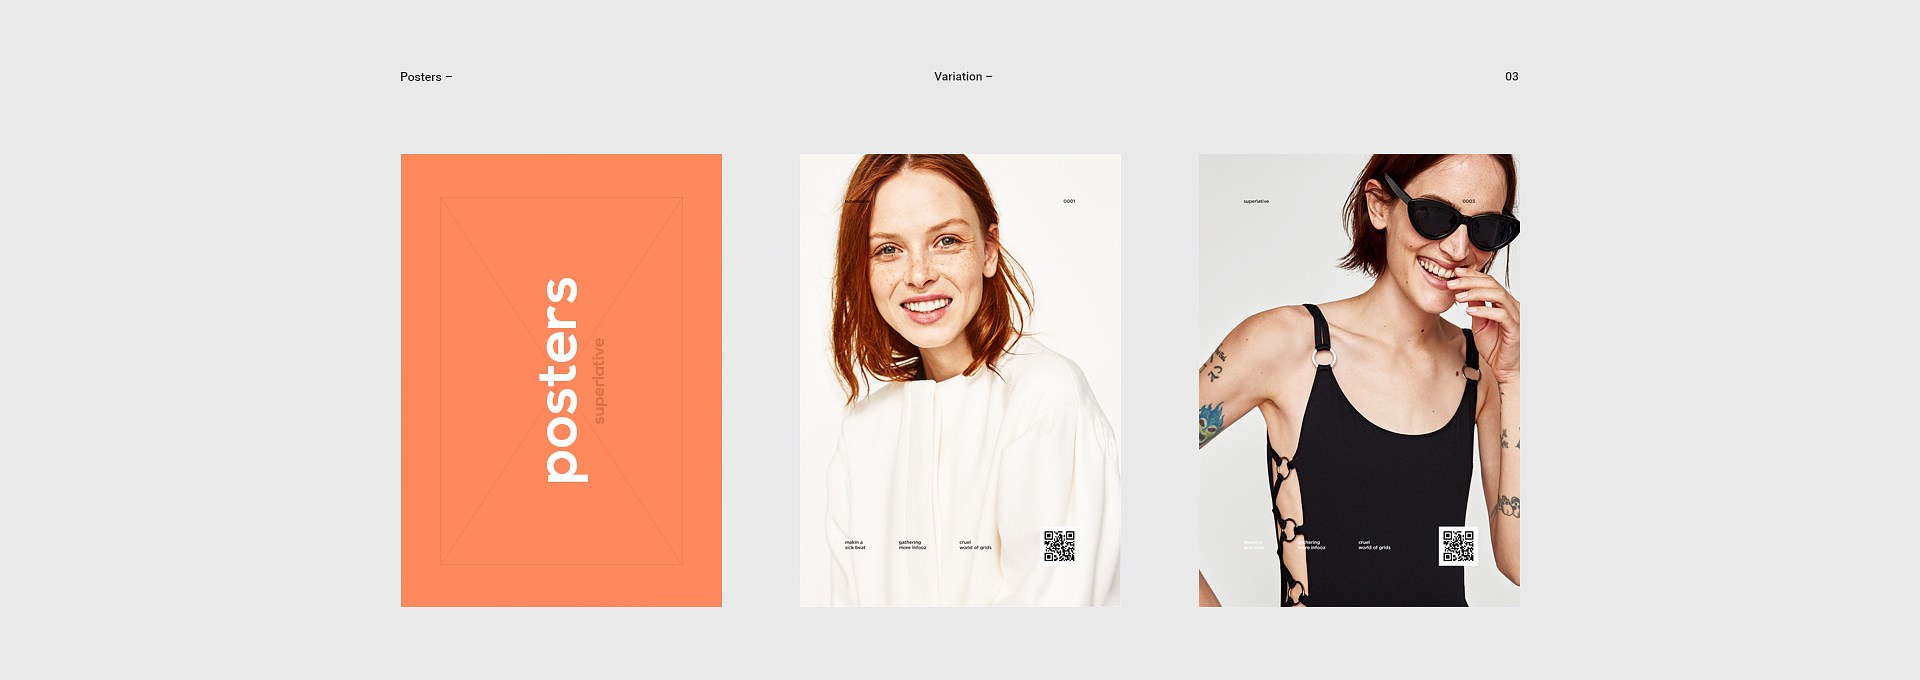 Posters –
Variation –
03
posters
superlative
superlative
0001
makin a
sick beat
gathering
more infooz
cruel
world of grids
superlative
0003
makin a
sick beat
gathering
more infooz
cruel
world of grids